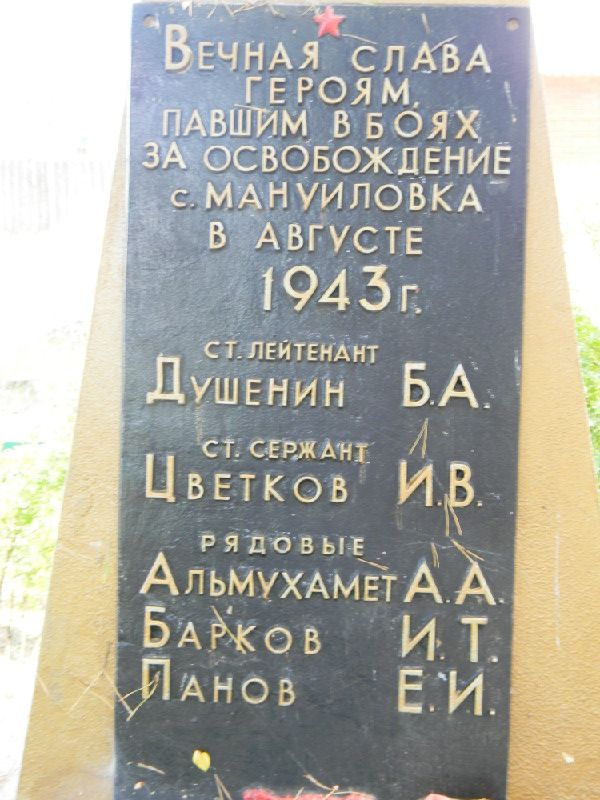 Вечная слава
героям,
павшим в боях
за освобождение
с. Мануиловка
в августе
1943 г.
ст. лейтенант
Душенин Б.А.
ст. сержант
Цветков И.В.
рядовые
Альмухамет А.А.
Барков И.Т.
Панов Е.И.